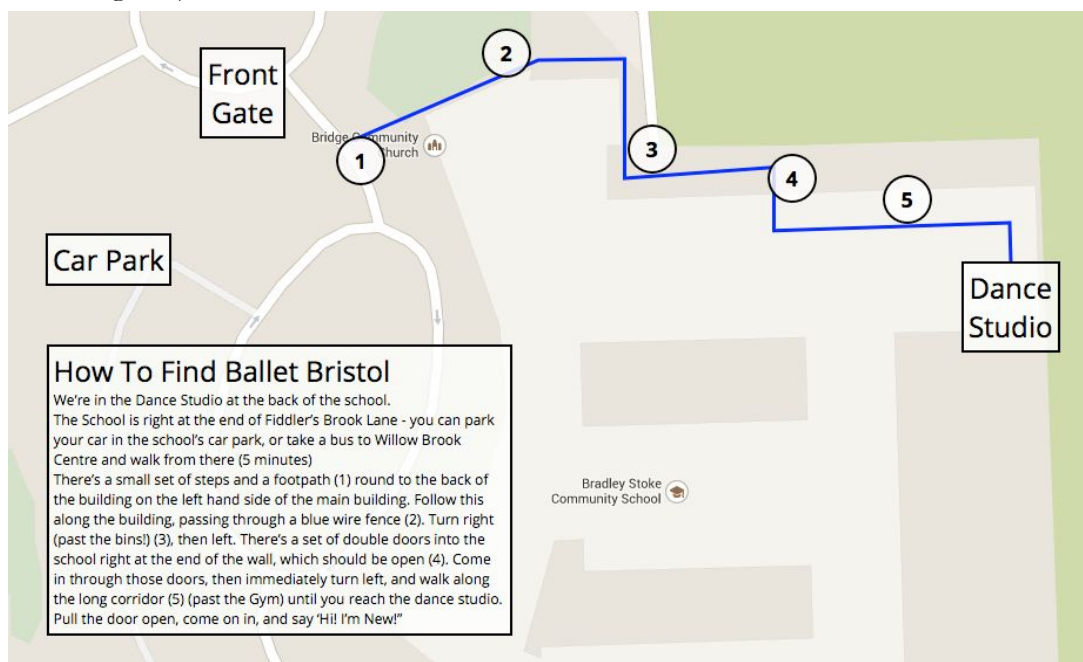 Front
Gate
2
Bridge Community
Church
1
3
4
5
Car Park
Dance
Studio
How To Find Ballet Bristol
We're in the Dance Studio at the back of the school.
The School is right at the end of Fiddler's Brook Lane - you can park
your car in the school's car park, or take a bus to Willow Brook
Centre and walk from there (5 minutes)
There's a small set of steps and a footpath (1) round to the back of
the building on the left hand side of the main building. Follow this
along the building, passing through a blue wire fence (2). Turn right
(past the bins!) (3), then left. There's a set of double doors into the
school right at the end of the wall, which should be open (4). Come
in through those doors, then immediately turn left, and walk along
the long corridor (5) (past the Gym) until you reach the dance studio.
Pull the door open, come on in, and say 'Hi! I'm New!"
Bradley Stoke
Community School